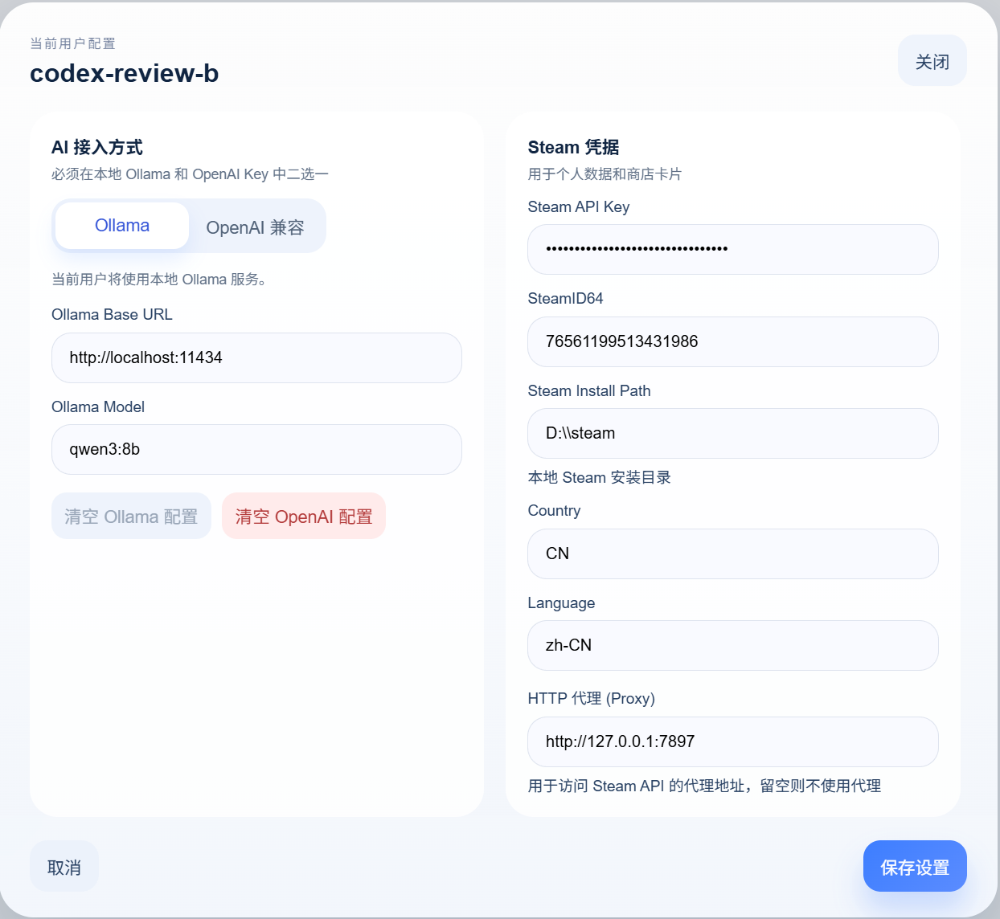 当前用户配置
codex-review-b
关闭
AI 接入方式
必须在本地 Ollama 和 OpenAI Key 中二选一
Ollama
OpenAI 兼容
当前用户将使用本地 Ollama 服务。
Ollama Base URL
http://localhost:11434
Ollama Model
qwen3:8b
清空 Ollama 配置
清空 OpenAI 配置
Steam 凭据
用于个人数据和商店卡片
Steam API Key
••••••••••••••••••••••••••••••••
SteamID64
76561199513431986
Steam Install Path
D:\\steam
本地 Steam 安装目录
Country
CN
Language
zh-CN
HTTP 代理 (Proxy)
http://127.0.0.1:7897
用于访问 Steam API 的代理地址，留空则不使用代理
取消
保存设置